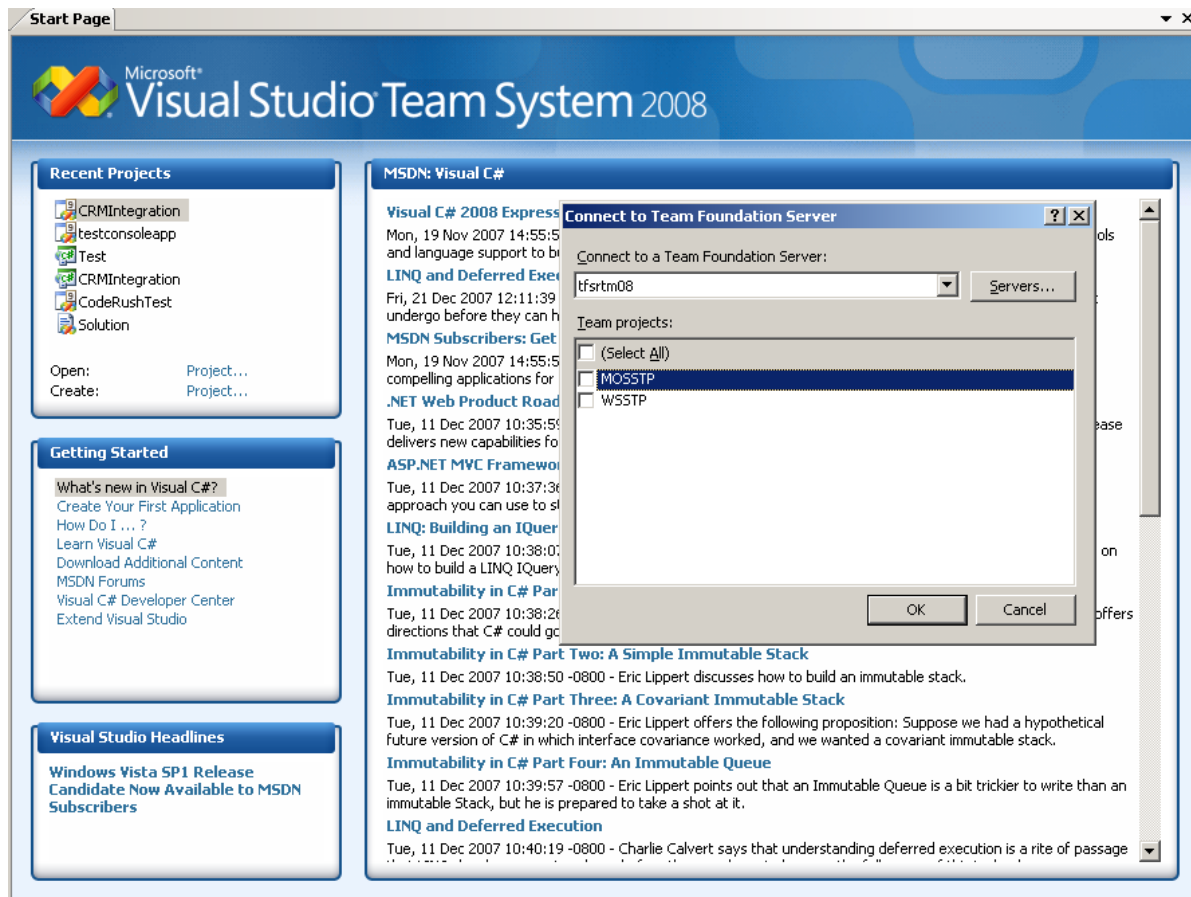 Start Page
Microsoft®
Visual Studio Team System 2008
Recent Projects
CRMIntegration
testconsoleapp
Test
CRMIntegration
CodeRushTest
Solution
Open: Project...
Create: Project...
Getting Started
What's new in Visual C#?
Create Your First Application
How Do I ... ?
Learn Visual C#
Download Additional Content
MSDN Forums
Visual C# Developer Center
Extend Visual Studio
Visual Studio Headlines
Windows Vista SP1 Release
Candidate Now Available to MSDN
Subscribers
MSDN: Visual C#
Visual C# 2008 Express
Mon, 19 Nov 2007 14:55:5 ols
and language support to
LINQ and Deferred
Fri, 21 Dec 2007 12:11:39
undergo before they can
MSDN Subscribers: Get
Mon, 19 Nov 2007 14:55:5
compelling applications for
.NET Web Product
Tue, 11 Dec 2007 10:35:59 ease
delivers new capabilities
ASP.NET MVC
Tue, 11 Dec 2007 10:37:36
approach you can use to
LINQ: Building an
Tue, 11 Dec 2007 10:38:07 on
how to build a LINQ
Immutability in C#
Tue, 11 Dec 2007 10:38:26 offers
directions that C# could
Immutability in C# Part Two: A Simple Immutable Stack
Tue, 11 Dec 2007 10:38:50 -0800 - Eric Lippert discusses how to build an immutable stack.
Immutability in C# Part Three: A Covariant Immutable Stack
Tue, 11 Dec 2007 10:39:20 -0800 - Eric Lippert offers the following proposition: Suppose we had a hypothetical
future version of C# in which interface covariance worked, and we wanted a covariant immutable stack.
Immutability in C# Part Four: An Immutable Queue
Tue, 11 Dec 2007 10:39:57 -0800 - Eric Lippert points out that an Immutable Queue is a bit trickier to write than an
immutable Stack, but he is prepared to take a shot at it.
LINQ and Deferred Execution
Tue, 11 Dec 2007 10:40:19 -0800 - Charlie Calvert says that understanding deferred execution is a rite of passage
Connect to Team Foundation Server
Connect to a Team Foundation Server:
tfsrtm08
Servers...
Team projects:
(Select All)
MOSSTP
WSSTP
OK
Cancel